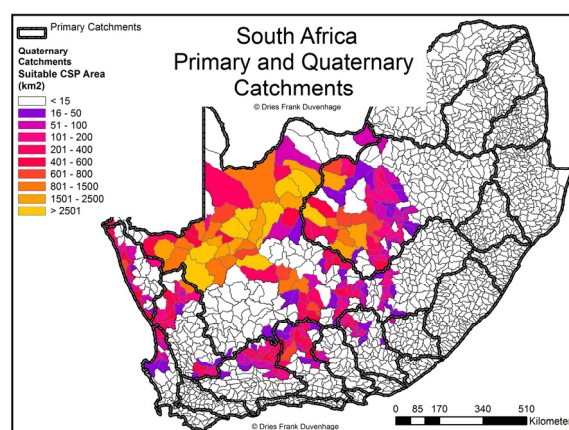 Primary Catchments
Quaternary
Catchments
Suitable CSP Area
(km2)
< 15
16 - 50
51 - 100
101 - 200
201 - 400
401 - 600
601 - 800
801 - 1500
1501 - 2500
> 2501
South Africa
Primary and Quaternary
Catchments
© Dries Frank Duvenhage
0 85 170 340 510
Kilometer
© Dries Frank Duvenhage